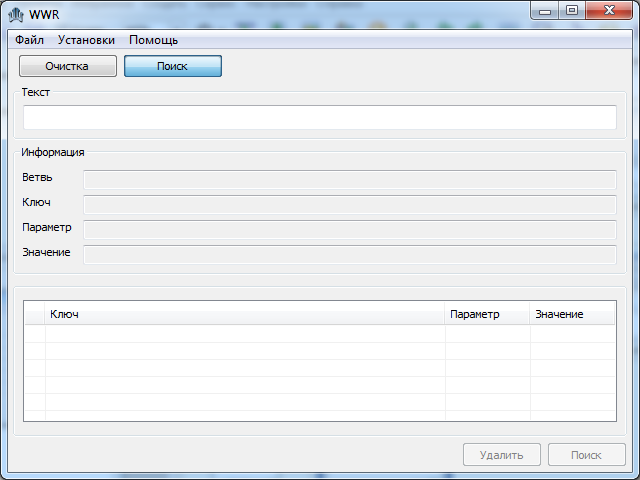 WWR
Файл Установки Помощь
Очистка Поиск
Текст
Информация
Ветвь
Ключ
Параметр
Значение
Ключ Параметр Значение
Удалить Поиск